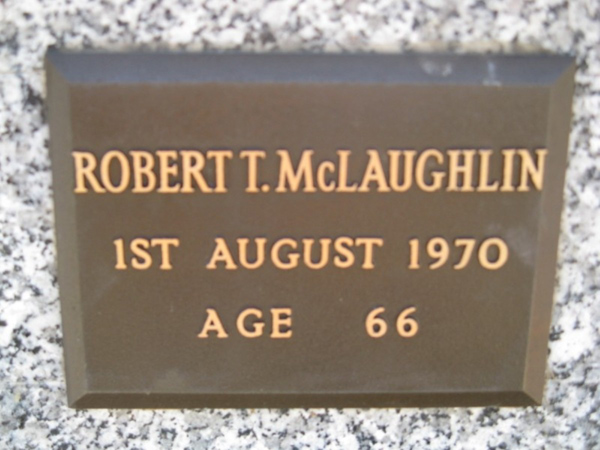 ROBERT T. McLAUGHLIN
1ST AUGUST 1970
AGE 66